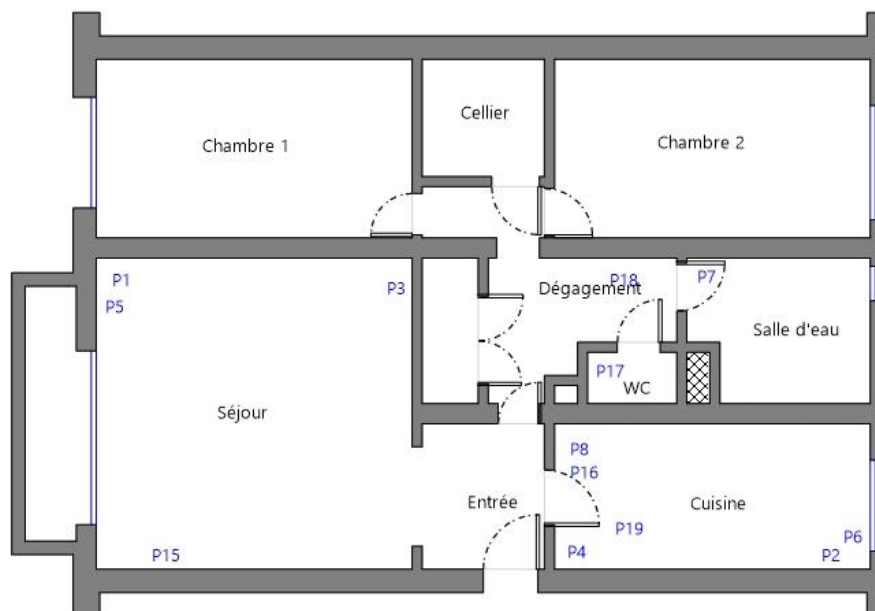 Cellier
Chambre 1
Chambre 2
P1
P3
P18
P7
Dégagement
P5
Salle d'eau
P17
WC
Séjour
P8
P16
Entrée
Cuisine
P19
P6
P15
P4
P2